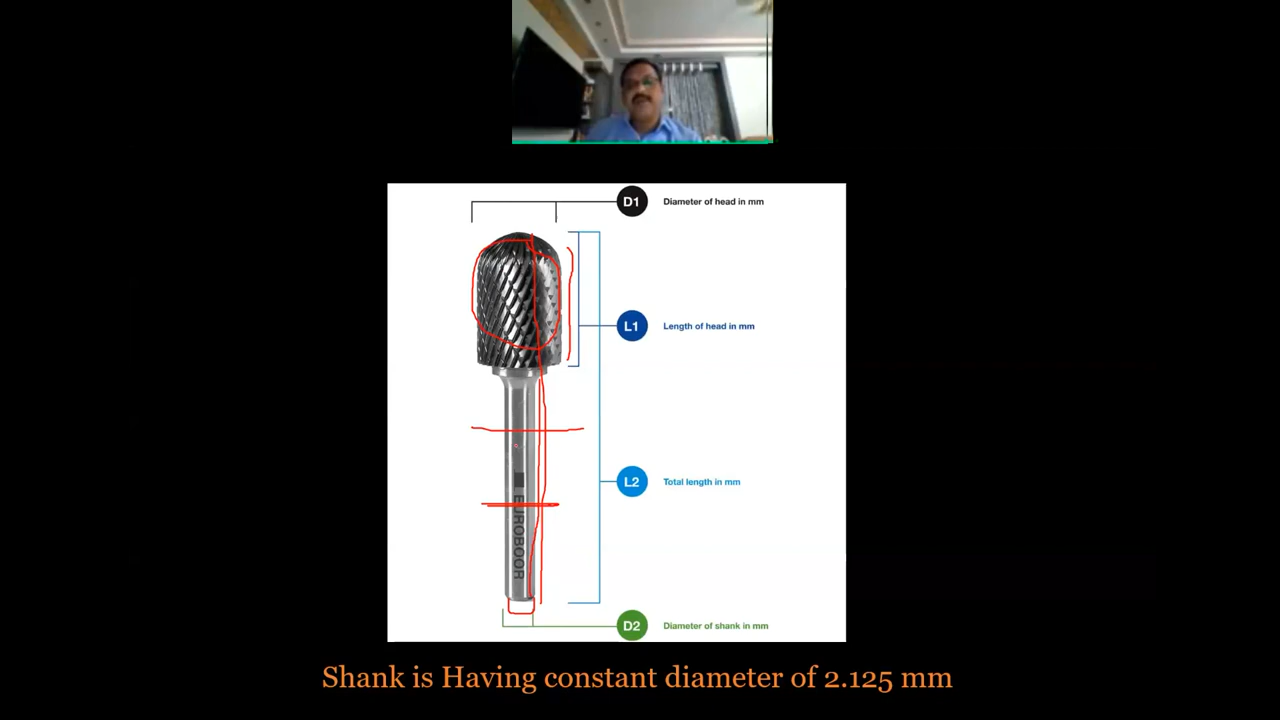 D1 Diameter of head in mm
L1 Length of head in mm
L2 Total length in mm
EUROBOOR
D2 Diameter of shank in mm
Shank is Having constant diameter of 2.125 mm